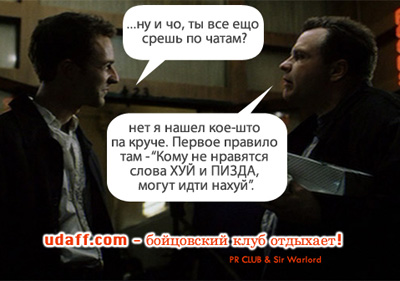 ...ну и чо, ты все ещо
срешь по чатам?
нет я нашел кое-што
па круче. Первое правило
там -“Кому не нравятся
слова ХУЙ и ПИЗДА,
могут идти нахуй”.
udaff.com - бойцовский клуб отдыхает!
PR CLUB & Sir Warlord